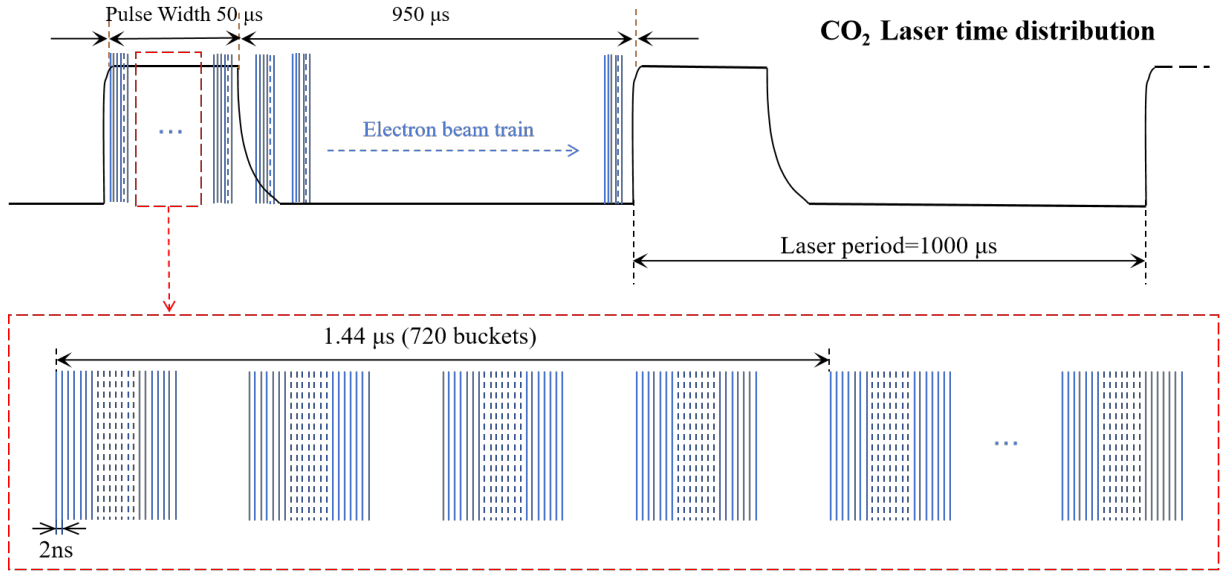 Pulse Width 50 μs
950 μs
CO₂ Laser time distribution
...
Electron beam train
Laser period=1000 μs
1.44 μs (720 buckets)
...
2ns